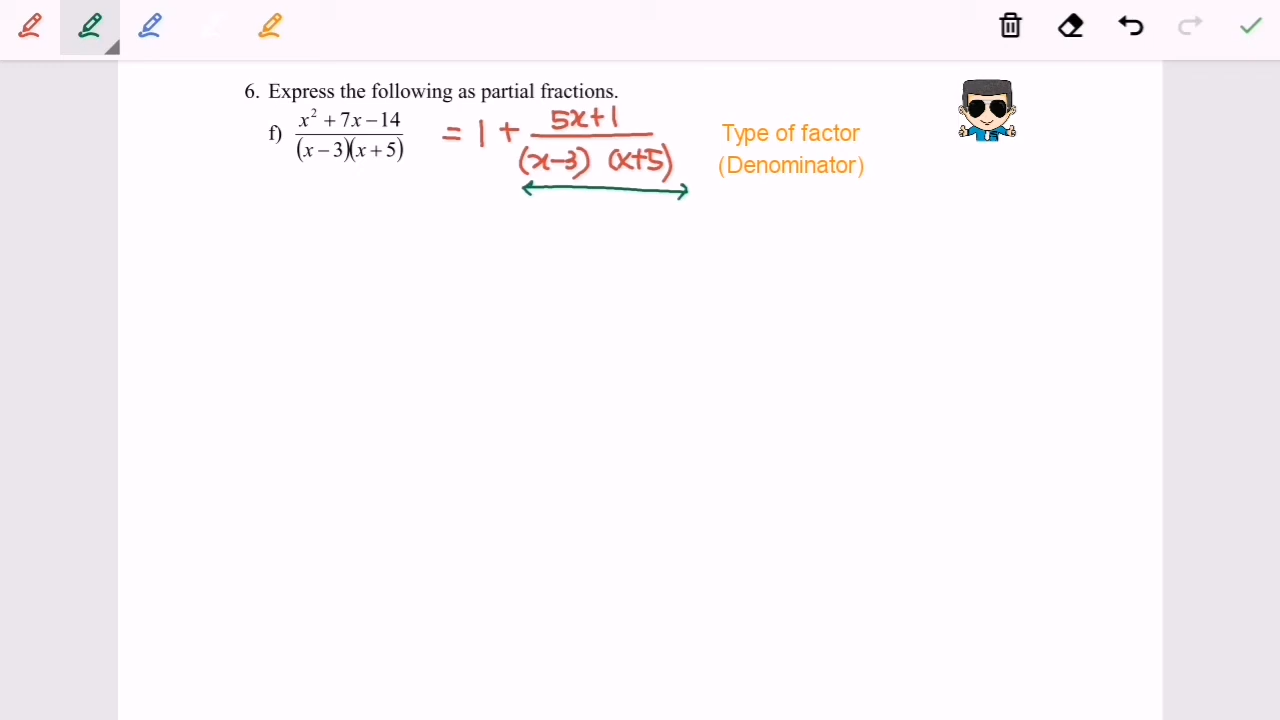 6. Express the following as partial fractions.
f) (x² + 7x − 14)/((x − 3)(x + 5)) = 1 + (5x+1)/((x−3) (x+5))
Type of factor
(Denominator)